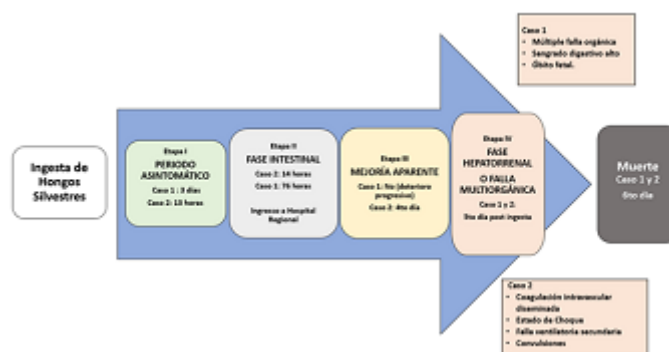 Caso 1
• Múltiple falla orgánica
• Sangrado digestivo alto
• Óbito fetal.
Ingesta de
Hongos
Silvestres
Etapa I
PERIODO
ASINTOMÁTICO
Caso 1 : 3 días
Caso 2: 13 horas
Etapa II
FASE INTESTINAL
Caso 2: 14 horas
Caso 1: 76 horas
Ingreso a Hospital
Regional
Etapa III
MEJORÍA APARENTE
Caso 1: No (deterioro
progresivo)
Caso 2: 4to día
Etapa IV
FASE
HEPATORRENAL
O FALLA
MULTIORGÁNICA
Caso 1 y 2:
5to día post ingesta
Muerte
Caso 1 y 2
6to día
Caso 2
• Coagulación intravascular
diseminada
• Estado de Choque
• Falla ventilatoria secundaria
• Convulsiones